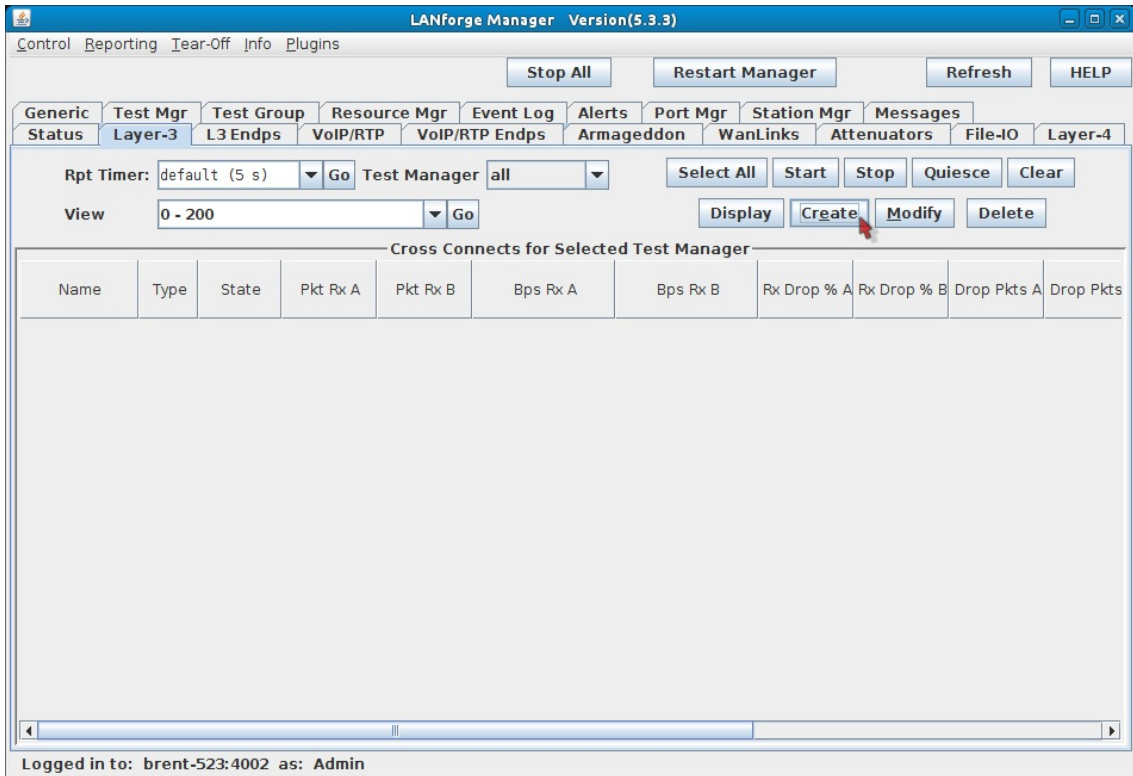 LANforge Manager Version(5.3.3)
Control Reporting Tear-Off Info Plugins
Stop All Restart Manager Refresh HELP
Generic Test Mgr Test Group Resource Mgr Event Log Alerts Port Mgr Station Mgr Messages
Status Layer-3 L3 Endps VoIP/RTP VoIP/RTP Endps Armageddon WanLinks Attenuators File-IO Layer-4
Rpt Timer: default (5 s) Go Test Manager all Select All Start Stop Quiesce Clear
View 0 - 200 Go Display Create Modify Delete
Cross Connects for Selected Test Manager
Name Type State Pkt Rx A Pkt Rx B Bps Rx A Bps Rx B Rx Drop % A Rx Drop % B Drop Pkts A Drop Pkts
Logged in to: brent-523:4002 as: Admin